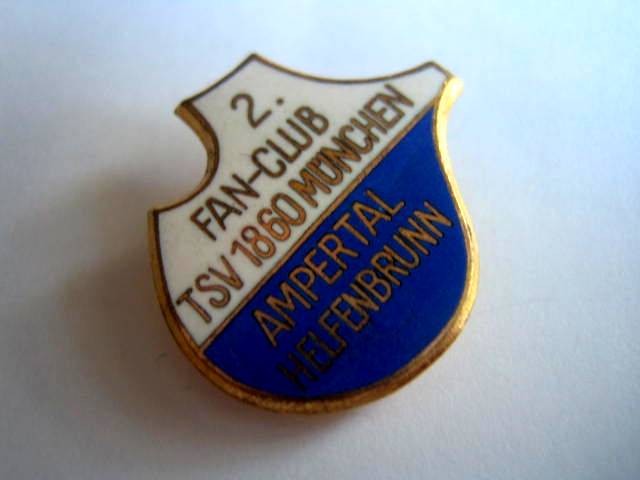 2.
FAN-CLUB
TSV 1860 MÜNCHEN
AMPERTAL
HELFENBRUNN